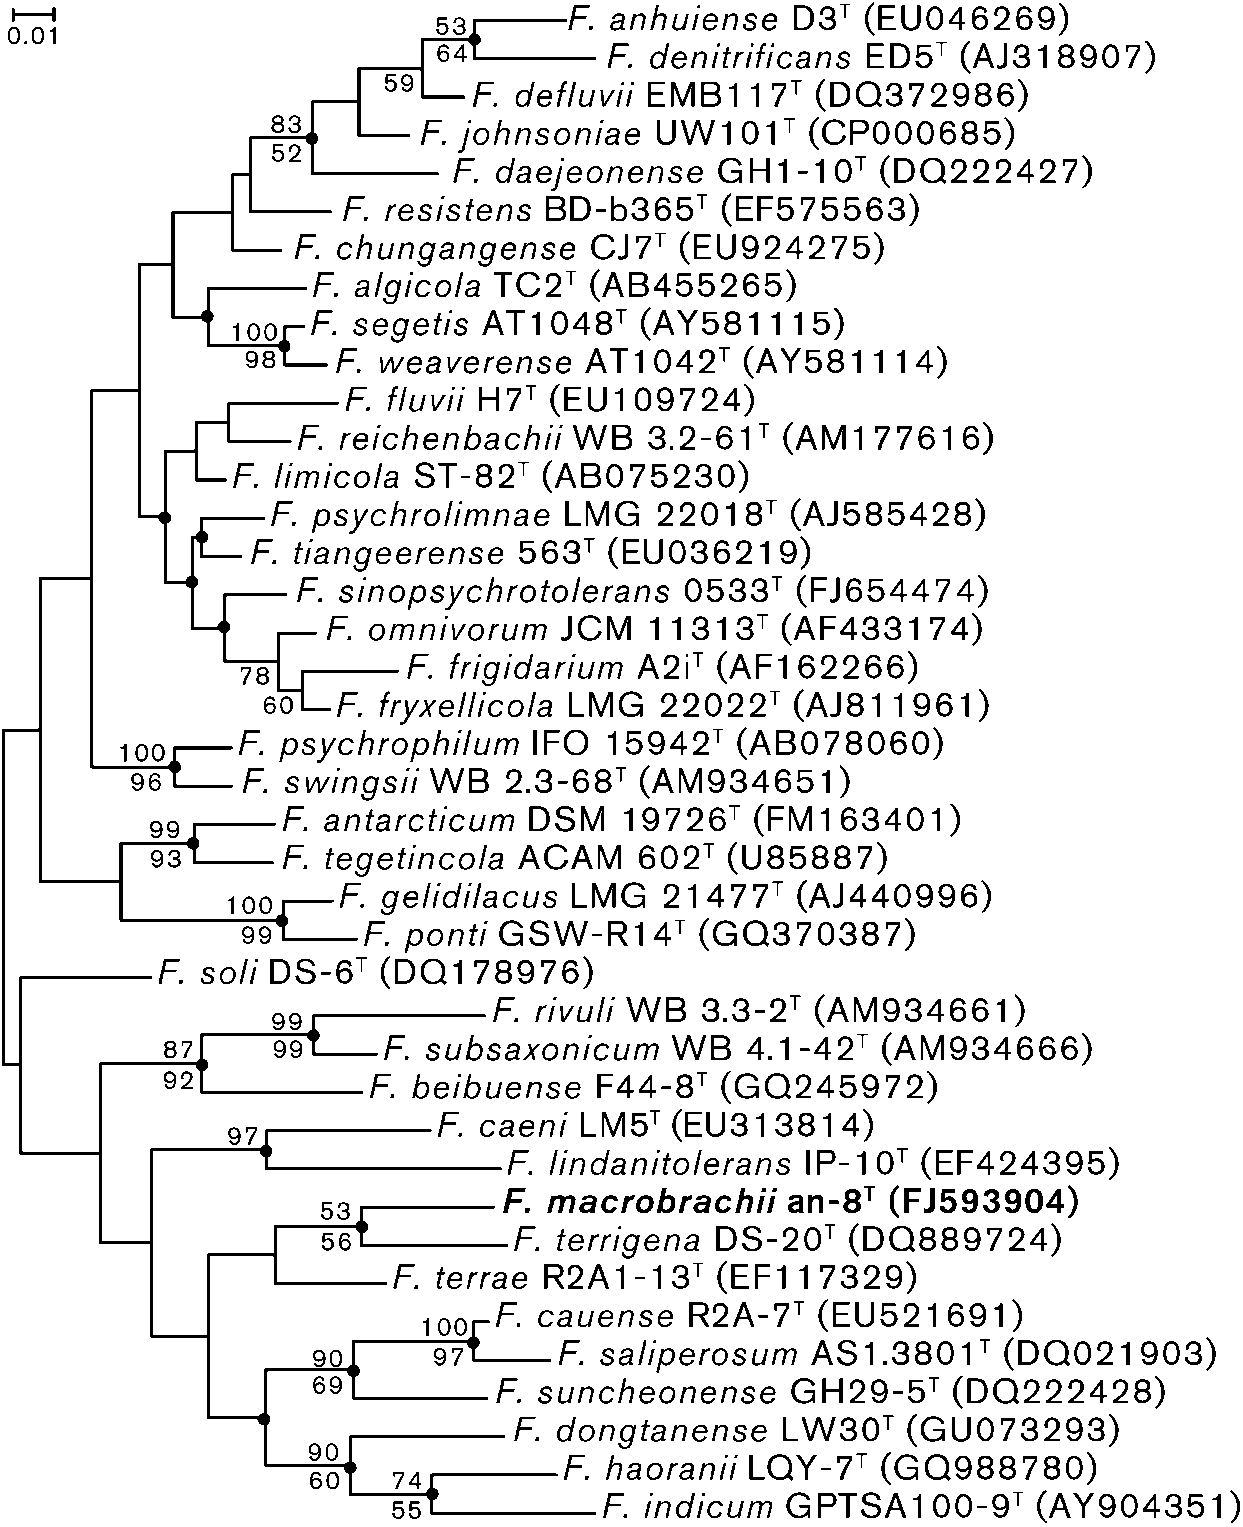 0.01
53
F. anhuiense D3ᵀ (EU046269)
64
F. denitrificans ED5ᵀ (AJ318907)
59
F. defluvii EMB117ᵀ (DQ372986)
83
F. johnsoniae UW101ᵀ (CP000685)
52
F. daejeonense GH1-10ᵀ (DQ222427)
F. resistens BD-b365ᵀ (EF575563)
F. chungangense CJ7ᵀ (EU924275)
F. algicola TC2ᵀ (AB455265)
100
F. segetis AT1048ᵀ (AY581115)
98
F. weaverense AT1042ᵀ (AY581114)
F. fluvii H7ᵀ (EU109724)
F. reichenbachii WB 3.2-61ᵀ (AM177616)
F. limicola ST-82ᵀ (AB075230)
F. psychrolimnae LMG 22018ᵀ (AJ585428)
F. tiangeerense 563ᵀ (EU036219)
F. sinopsychrotolerans 0533ᵀ (FJ654474)
F. omnivorum JCM 11313ᵀ (AF433174)
78
F. frigidarium A2iᵀ (AF162266)
60
F. fryxellicola LMG 22022ᵀ (AJ811961)
100
F. psychrophilum IFO 15942ᵀ (AB078060)
96
F. swingsii WB 2.3-68ᵀ (AM934651)
99
F. antarcticum DSM 19726ᵀ (FM163401)
93
F. tegetincola ACAM 602ᵀ (U85887)
100
F. gelidilacus LMG 21477ᵀ (AJ440996)
99
F. ponti GSW-R14ᵀ (GQ370387)
F. soli DS-6ᵀ (DQ178976)
99
F. rivuli WB 3.3-2ᵀ (AM934661)
99
F. subsaxonicum WB 4.1-42ᵀ (AM934666)
87
92
F. beibuense F44-8ᵀ (GQ245972)
97
F. caeni LM5ᵀ (EU313814)
F. lindanitolerans IP-10ᵀ (EF424395)
53
F. macrobrachii an-8ᵀ (FJ593904)
56
F. terrigena DS-20ᵀ (DQ889724)
F. terrae R2A1-13ᵀ (EF117329)
100
F. cauense R2A-7ᵀ (EU521691)
97
F. saliperosum AS1.3801ᵀ (DQ021903)
90
69
F. suncheonense GH29-5ᵀ (DQ222428)
F. dongtanense LW30ᵀ (GU073293)
90
60
74
F. haoranii LQY-7ᵀ (GQ988780)
55
F. indicum GPTSA100-9ᵀ (AY904351)